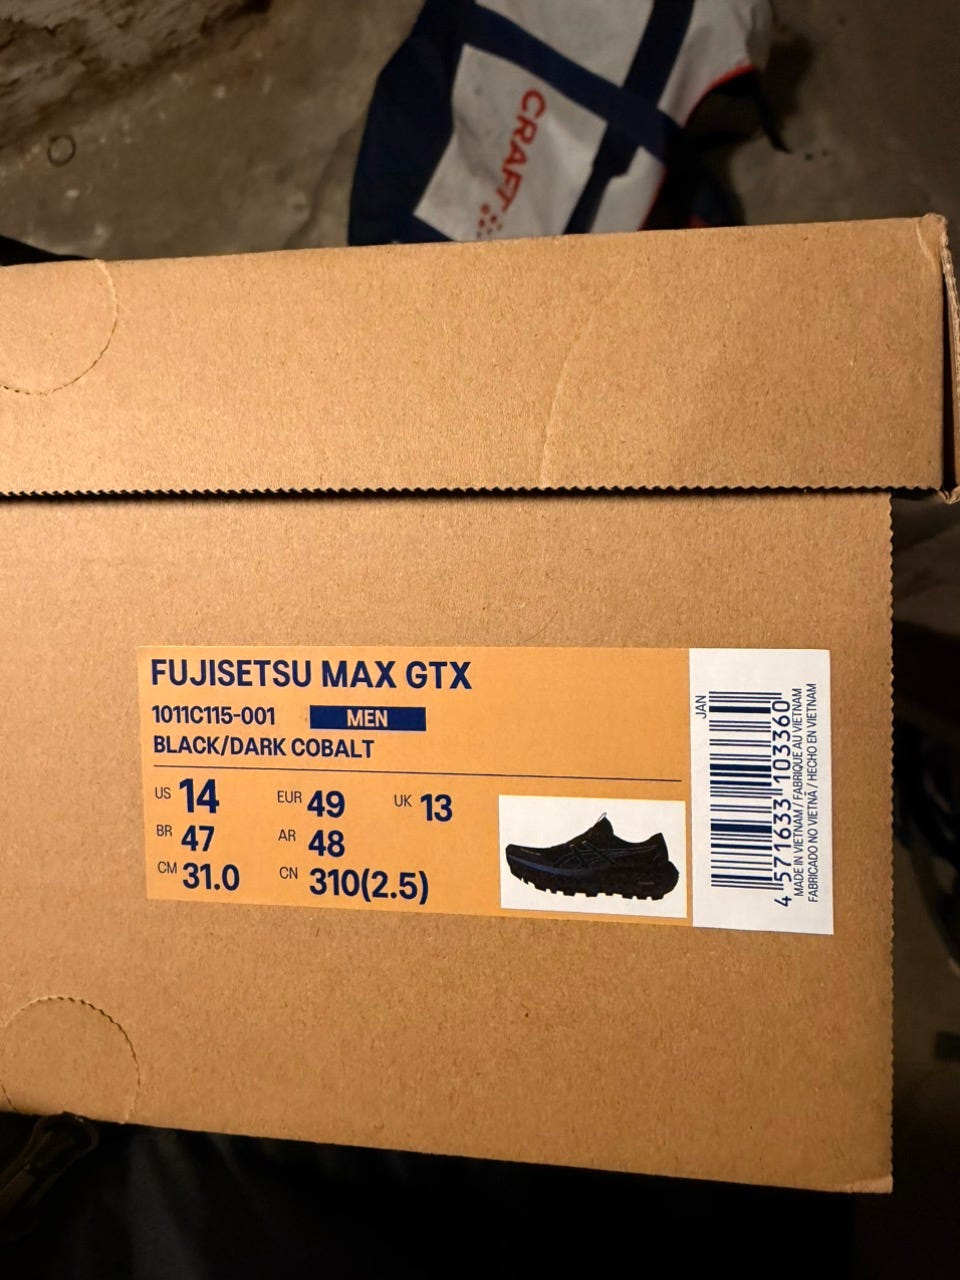 CRAFT
FUJISETSU MAX GTX
1011C115-001 MEN
BLACK/DARK COBALT
US 14 EUR 49 UK 13
BR 47 AR 48
CM 31.0 CN 310(2.5)
JAN
4 571633 103360
MADE IN VIETNAM / FABRIQUE AU VIETNAM
FABRICADO NO VIETNÃ / HECHO EN VIETNAM